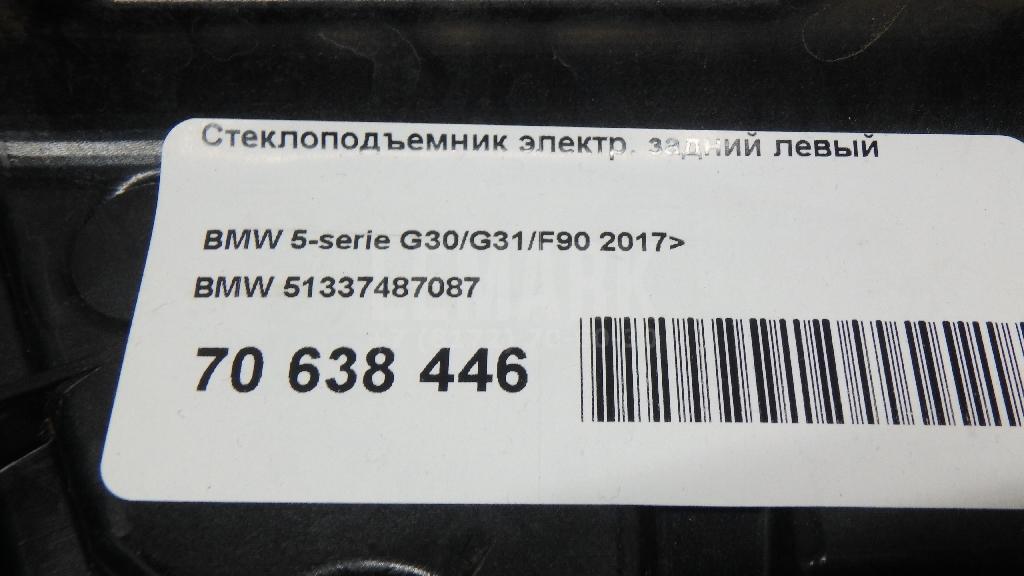 Стеклоподъемник электр. задний левый
BMW 5-serie G30/G31/F90 2017>
BMW 51337487087
70 638 446